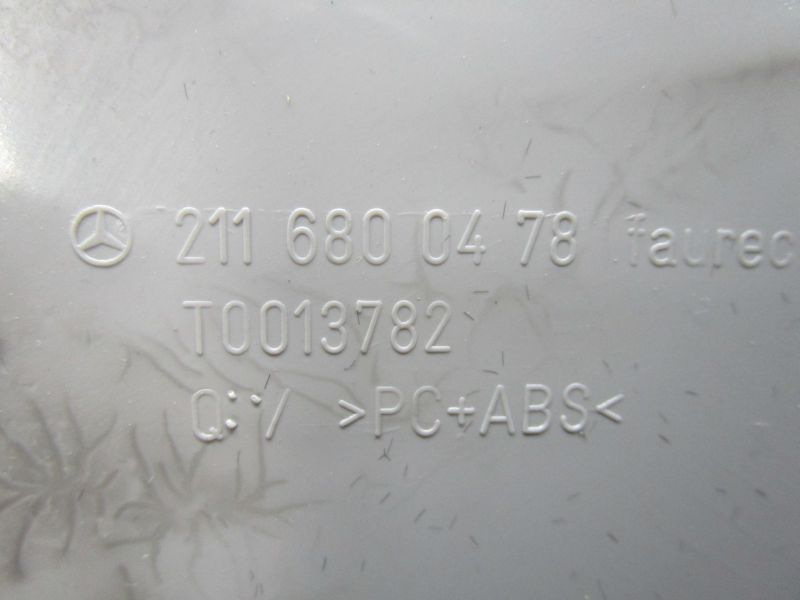 211 680 04 78 faurec
T0013782
Q::/ >PC+ABS<